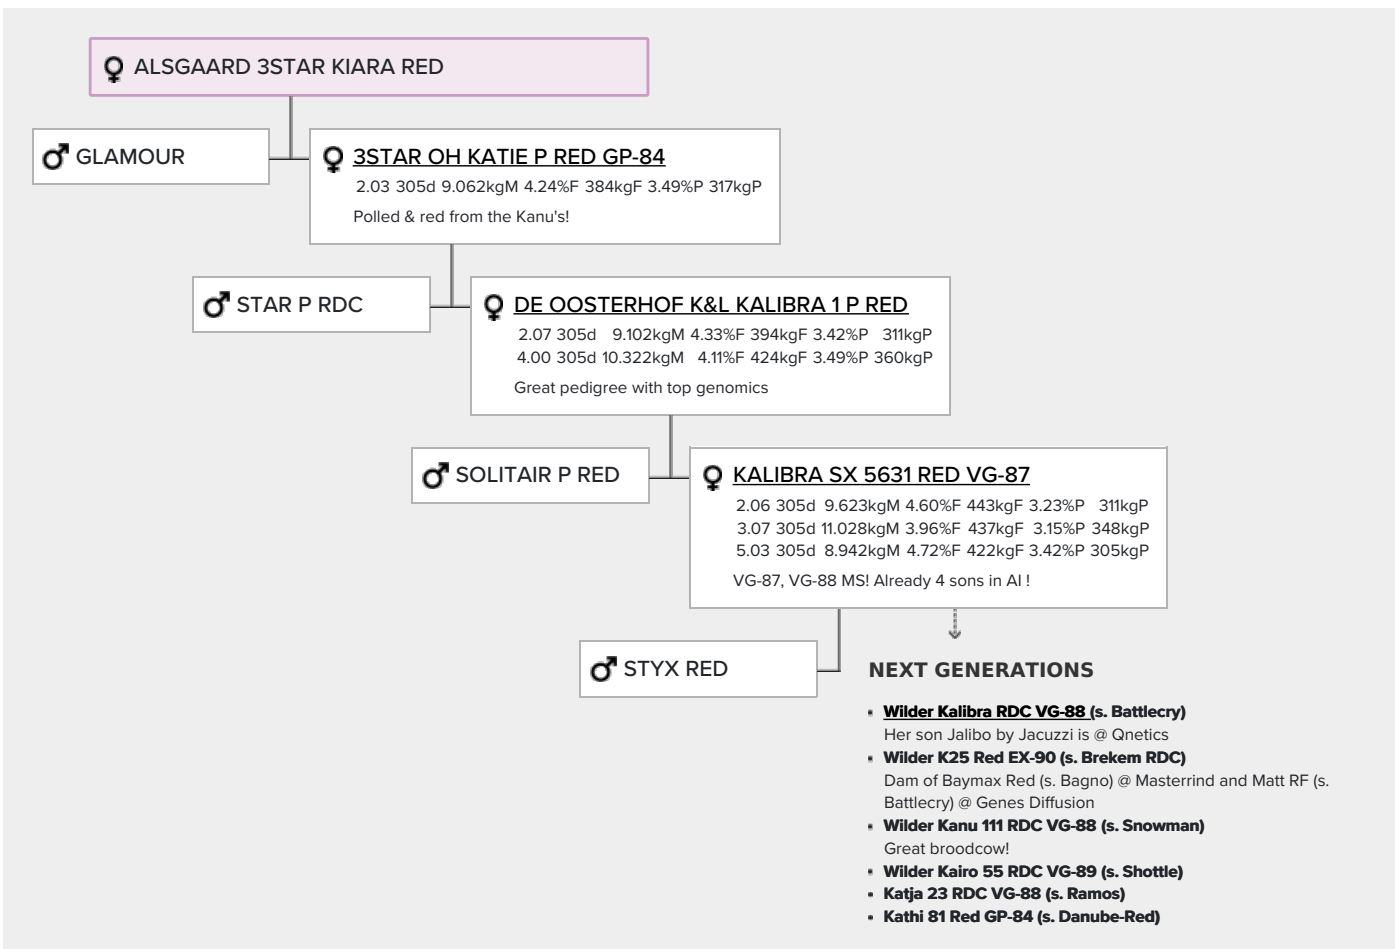 ALSGAARD 3STAR KIARA RED
GLAMOUR
3STAR OH KATIE P RED GP-84
2.03 305d 9.062kgM 4.24%F 384kgF 3.49%P 317kgP
Polled & red from the Kanu's!
STAR P RDC
DE OOSTERHOF K&L KALIBRA 1 P RED
2.07 305d 9.102kgM 4.33%F 394kgF 3.42%P 311kgP
4.00 305d 10.322kgM 4.11%F 424kgF 3.49%P 360kgP
Great pedigree with top genomics
SOLITAIR P RED
KALIBRA SX 5631 RED VG-87
2.06 305d 9.623kgM 4.60%F 443kgF 3.23%P 311kgP
3.07 305d 11.028kgM 3.96%F 437kgF 3.15%P 348kgP
5.03 305d 8.942kgM 4.72%F 422kgF 3.42%P 305kgP
VG-87, VG-88 MS! Already 4 sons in AI !
STYX RED
NEXT GENERATIONS
Wilder Kalibra RDC VG-88 (s. Battlecry)
Her son Jalibo by Jacuzzi is @ Qnetics
Wilder K25 Red EX-90 (s. Brekem RDC)
Dam of Baymax Red (s. Bagno) @ Masterrind and Matt RF (s.
Battlecry) @ Genes Diffusion
Wilder Kanu 111 RDC VG-88 (s. Snowman)
Great broodcow!
Wilder Kairo 55 RDC VG-89 (s. Shottle)
Katja 23 RDC VG-88 (s. Ramos)
Kathi 81 Red GP-84 (s. Danube-Red)